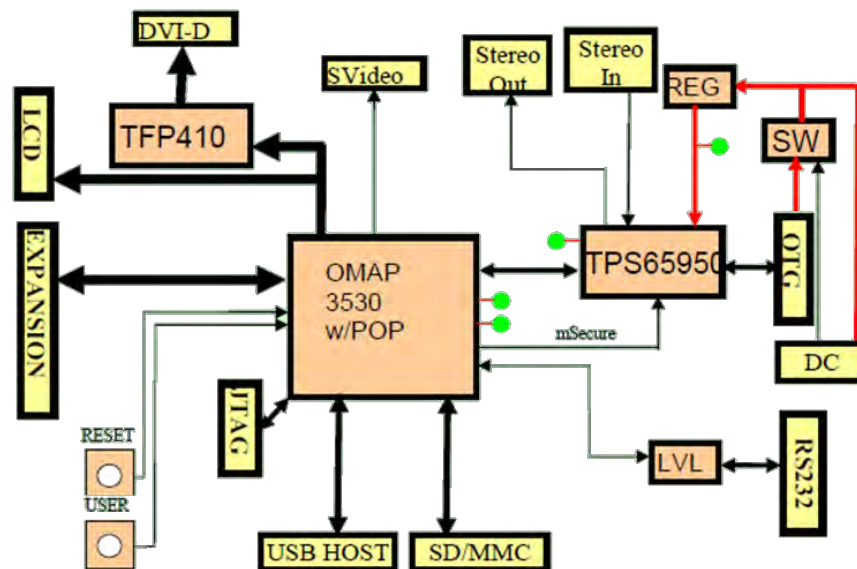 DVI-D
Stereo
Out
Stereo
In
SVideo
REG
LCD
TFP410
SW
EXPANSION
OMAP
3530
w/POP
TPS65950
OTG
mSecure
DC
JTAG
RESET
LVL
RS232
USER
USB HOST
SD/MMC